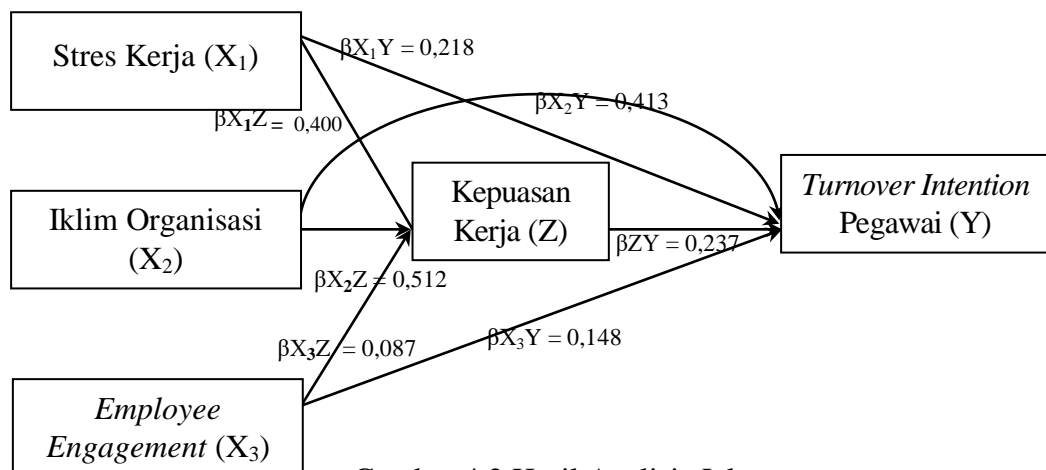 Stres Kerja (X₁)
βX₁Y = 0,218
βX₂Y = 0,413
βX₁Z = 0,400
Iklim Organisasi
(X₂)
Kepuasan
Kerja (Z)
Turnover Intention
Pegawai (Y)
βZY = 0,237
βX₂Z = 0,512
βX₃Z = 0,087
βX₃Y = 0,148
Employee
Engagement (X₃)